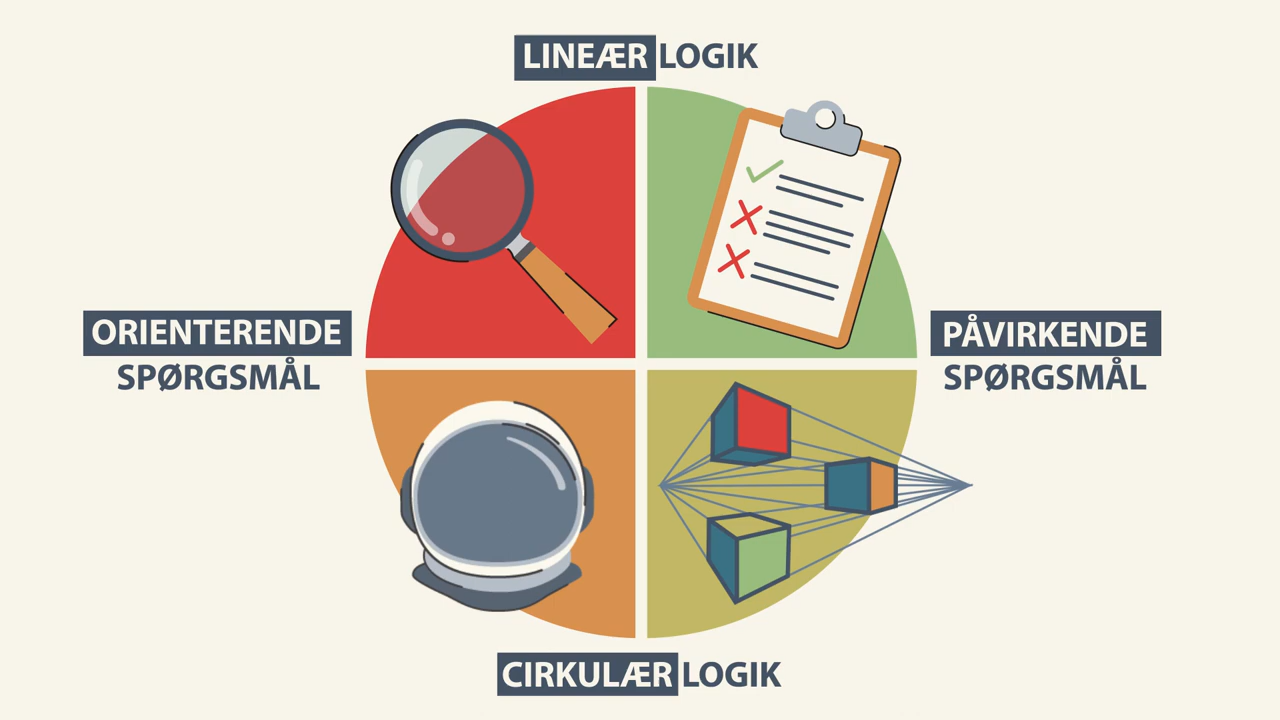 LINEÆR LOGIK
ORIENTERENDE
SPØRGSMÅL
PÅVIRKENDE
SPØRGSMÅL
CIRKULÆR LOGIK